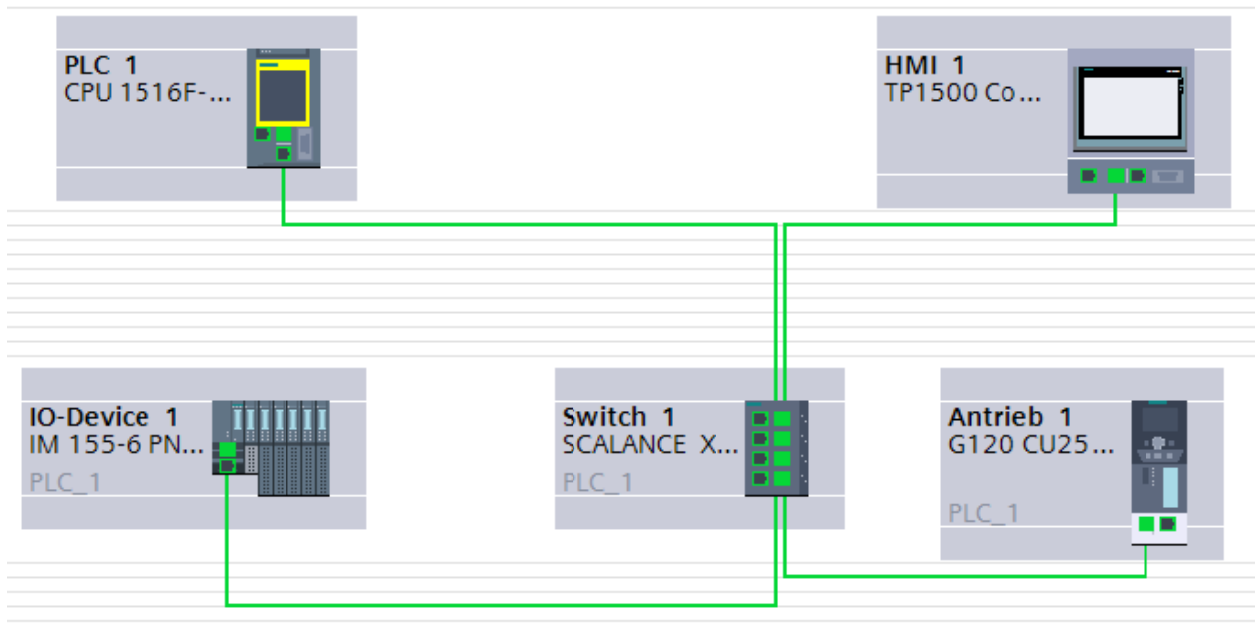 PLC_1
CPU 1516F-...
HMI_1
TP1500 Co...
IO-Device_1
IM 155-6 PN...
PLC_1
Switch_1
SCALANCE X...
PLC_1
Antrieb_1
G120 CU25...
PLC_1